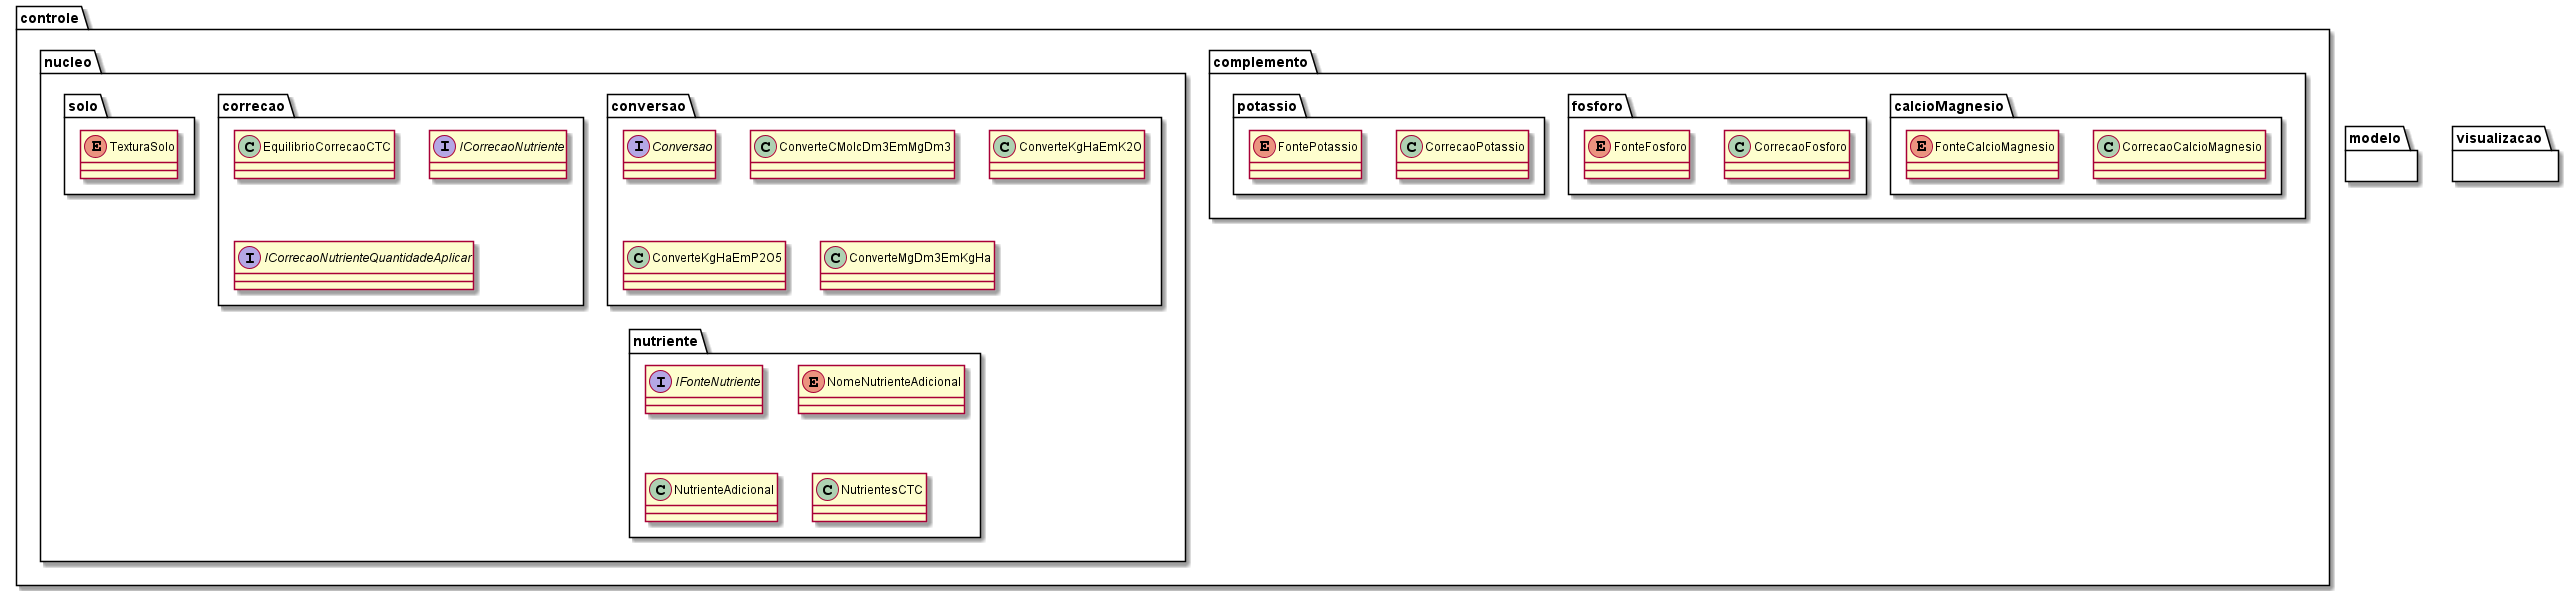 controle
nucleo
complemento
solo
correcao
conversao
potassio
fosforo
calcioMagnesio
modelo
visualizacao
E TexturaSolo
C EquilibrioCorrecaoCTC
I ICorrecaoNutriente
I Conversao
C ConverteCMolcDm3EmMgDm3
C ConverteKgHaEmK2O
E FontePotassio
C CorrecaoPotassio
E FonteFosforo
C CorrecaoFosforo
E FonteCalcioMagnesio
C CorrecaoCalcioMagnesio
I ICorrecaoNutrienteQuantidadeAplicar
C ConverteKgHaEmP2O5
C ConverteMgDm3EmKgHa
nutriente
I IFonteNutriente
E NomeNutrienteAdicional
C NutrienteAdicional
C NutrientesCTC